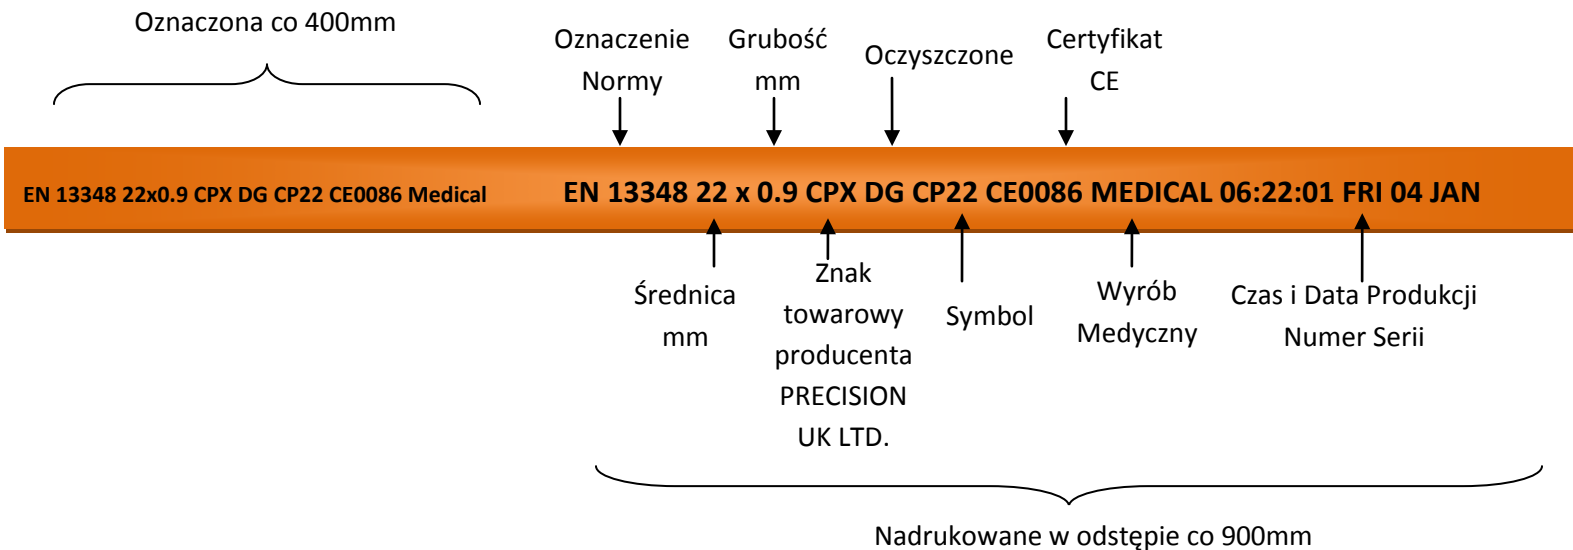 Oznaczona co 400mm
Oznaczenie
Normy
Grubość
mm
Oczyszczone
Certyfikat
CE
EN 13348 22x0.9 CPX DG CP22 CE0086 Medical
EN 13348 22 x 0.9 CPX DG CP22 CE0086 MEDICAL 06:22:01 FRI 04 JAN
Średnica
mm
Znak
towarowy
producenta
PRECISION
UK LTD.
Symbol
Wyrób
Medyczny
Czas i Data Produkcji
Numer Serii
Nadrukowane w odstępie co 900mm